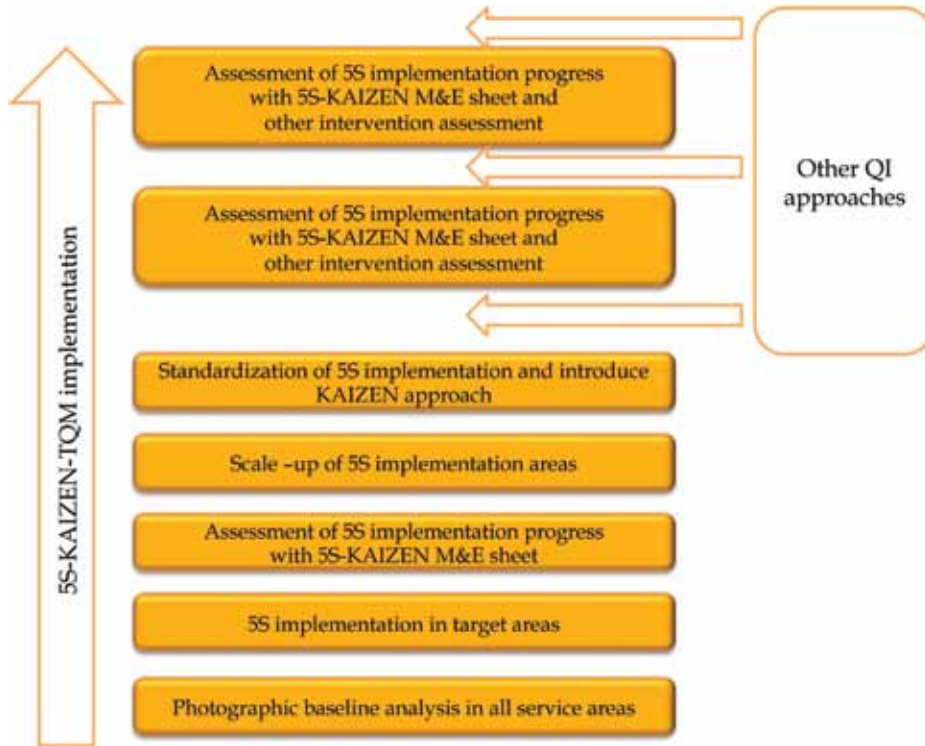 Assessment of 5S implementation progress
with 5S-KAIZEN M&E sheet and
other intervention assessment
Assessment of 5S implementation progress
with 5S-KAIZEN M&E sheet and
other intervention assessment
Standardization of 5S implementation and introduce
KAIZEN approach
Scale –up of 5S implementation areas
Assessment of 5S implementation progress
with 5S-KAIZEN M&E sheet
5S implementation in target areas
Photographic baseline analysis in all service areas
5S-KAIZEN-TQM implementation
Other QI
approaches